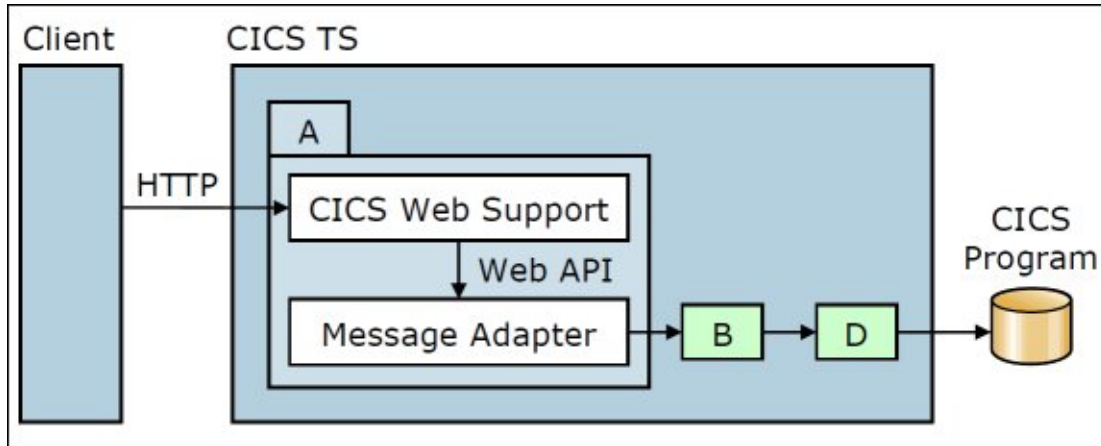 Client
CICS TS
A
HTTP
CICS Web Support
Web API
Message Adapter
B
D
CICS
Program